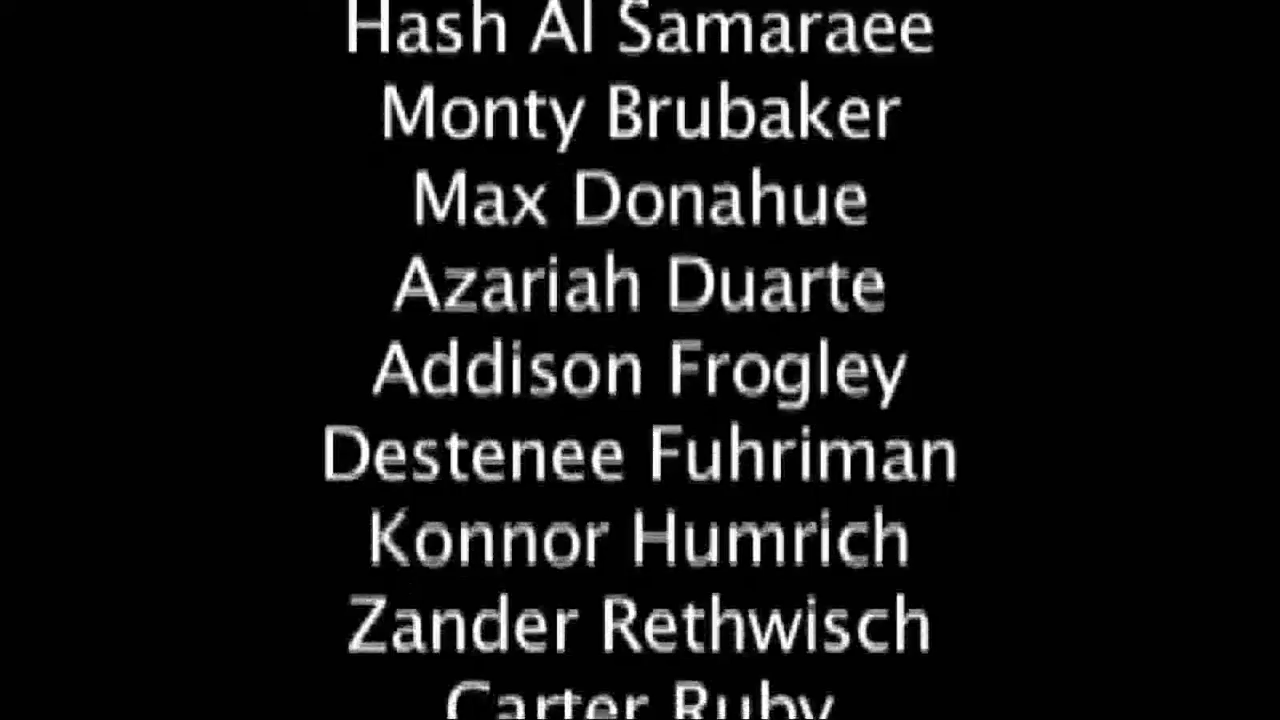 Hash Al Samaraee
Monty Brubaker
Max Donahue
Azariah Duarte
Addison Frogley
Destenee Fuhriman
Konnor Humrich
Zander Rethwisch
Carter Ruby